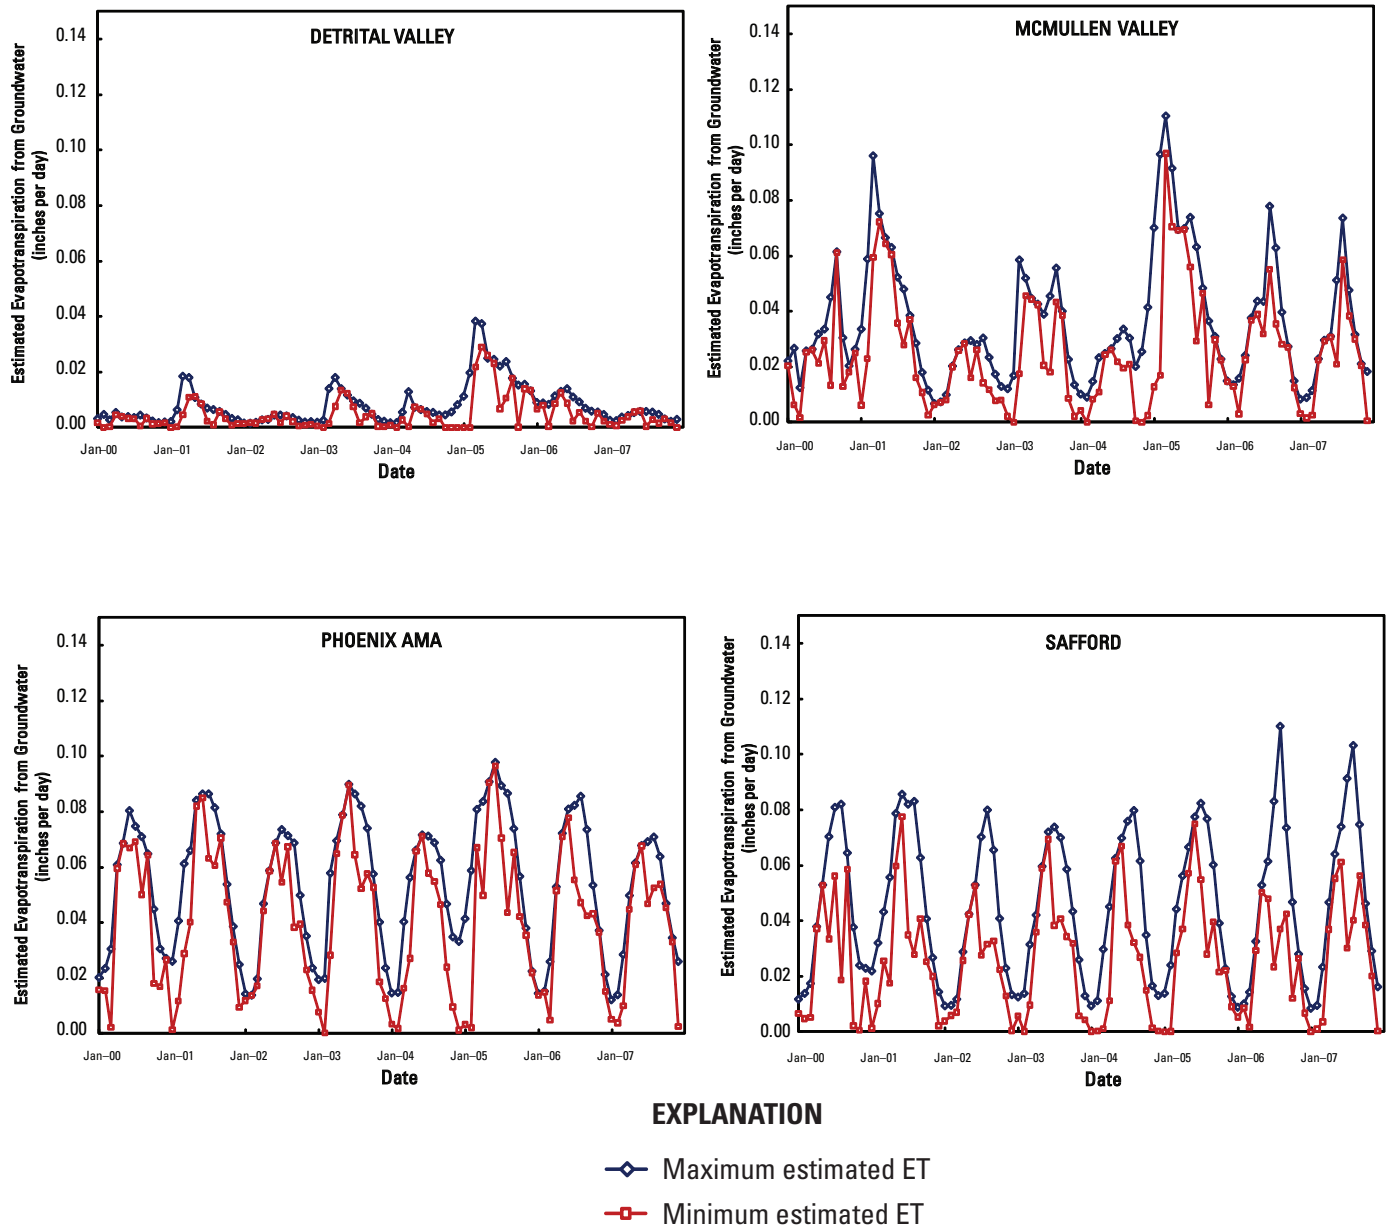 DETRITAL VALLEY
Estimated Evapotranspiration from Groundwater
(inches per day)
0.14
0.12
0.10
0.08
0.06
0.04
0.02
0.00
Jan–00
Jan–01
Jan–02
Jan–03
Jan–04
Jan–05
Jan–06
Jan–07
Date
MCMULLEN VALLEY
Estimated Evapotranspiration from Groundwater
(inches per day)
0.14
0.12
0.10
0.08
0.06
0.04
0.02
0.00
Jan–00
Jan–01
Jan–02
Jan–03
Jan–04
Jan–05
Jan–06
Jan–07
Date
PHOENIX AMA
Estimated Evapotranspiration from Groundwater
(inches per day)
0.14
0.12
0.10
0.08
0.06
0.04
0.02
0.00
Jan–00
Jan–01
Jan–02
Jan–03
Jan–04
Jan–05
Jan–06
Jan–07
Date
SAFFORD
Estimated Evapotranspiration from Groundwater
(inches per day)
0.14
0.12
0.10
0.08
0.06
0.04
0.02
0.00
Jan–00
Jan–01
Jan–02
Jan–03
Jan–04
Jan–05
Jan–06
Jan–07
Date
EXPLANATION
Maximum estimated ET
Minimum estimated ET